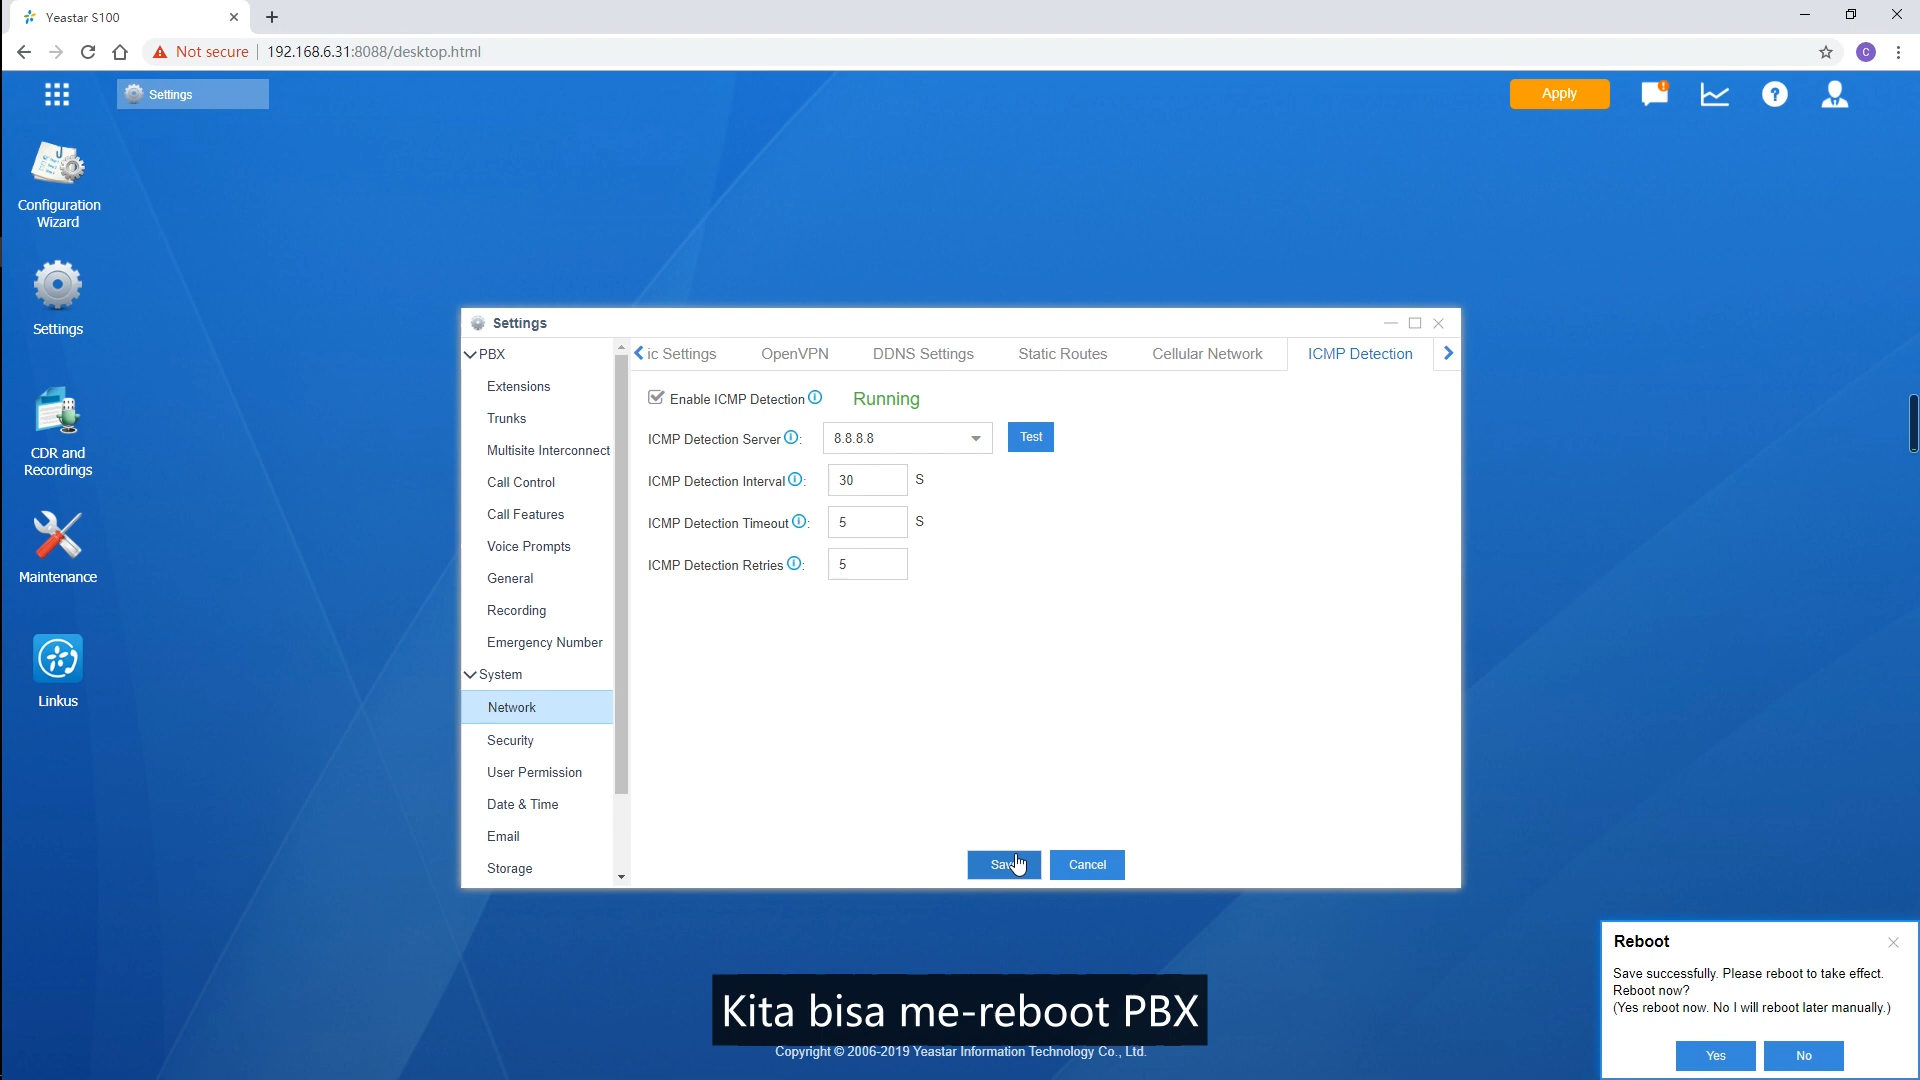 Yeastar S100
Not secure
192.168.6.31:8088/desktop.html
Settings
Apply
Configuration
Wizard
Settings
CDR and
Recordings
Maintenance
Linkus
Settings
PBX
Extensions
Trunks
Multisite Interconnect
Call Control
Call Features
Voice Prompts
General
Recording
Emergency Number
System
Network
Security
User Permission
Date & Time
Email
Storage
ic Settings
OpenVPN
DDNS Settings
Static Routes
Cellular Network
ICMP Detection
Enable ICMP Detection
Running
ICMP Detection Server :
8.8.8.8
Test
ICMP Detection Interval :
30
S
ICMP Detection Timeout :
5
S
ICMP Detection Retries :
5
Cancel
Reboot
Save successfully. Please reboot to take effect.
Reboot now?
(Yes reboot now. No I will reboot later manually.)
Yes
No
Kita bisa me-reboot PBX
Copyright © 2006-2019 Yeastar Information Technology Co., Ltd.